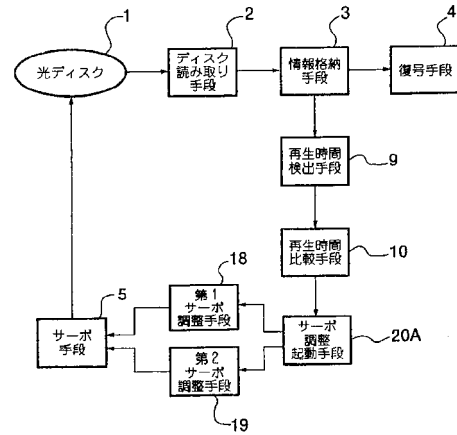 1
2
3
4
光ディスク
ディスク
読み取り
手段
情報格納
手段
復号手段
再生時間
検出手段
9
再生時間
比較手段
10
18
第1
サーボ
調整手段
5
サーボ
手段
サーボ
調整
起動手段
20A
第2
サーボ
調整手段
19